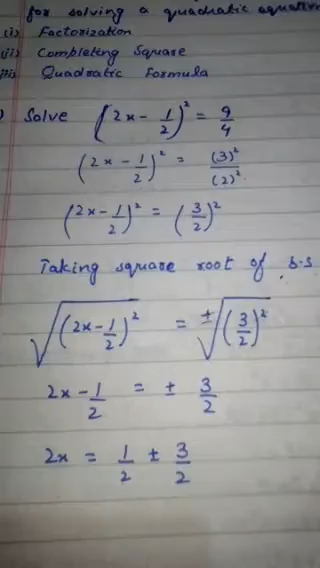 for solving a quadratic equation
(i) Factorization
(ii) Completing Square
(iii) Quadratic Formula
) Solve (2x - 1/2)² = 9/4
(2x - 1/2)² = (3)²/(2)²
(2x - 1/2)² = (3/2)²
Taking square root of b.s
√(2x - 1/2)² = ±√(3/2)²
2x - 1/2 = ± 3/2
2x = 1/2 ± 3/2